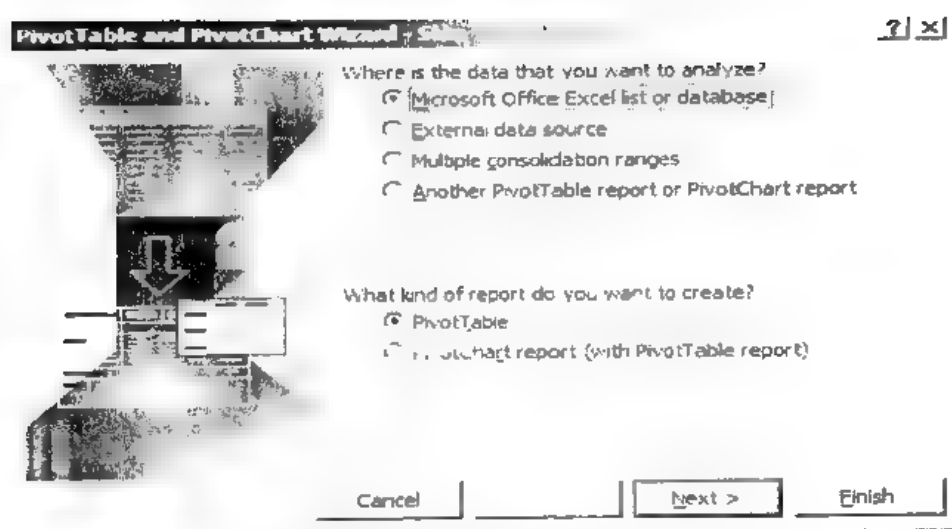 PivotTable and PivotChart Wizard -
? ×
Where is the data that you want to analyze?
Microsoft Office Excel list or database
External data source
Multiple consolidation ranges
Another PivotTable report or PivotChart report
What kind of report do you want to create?
PivotTable
report (with PivotTable report)
Cancel
Next >
Finish